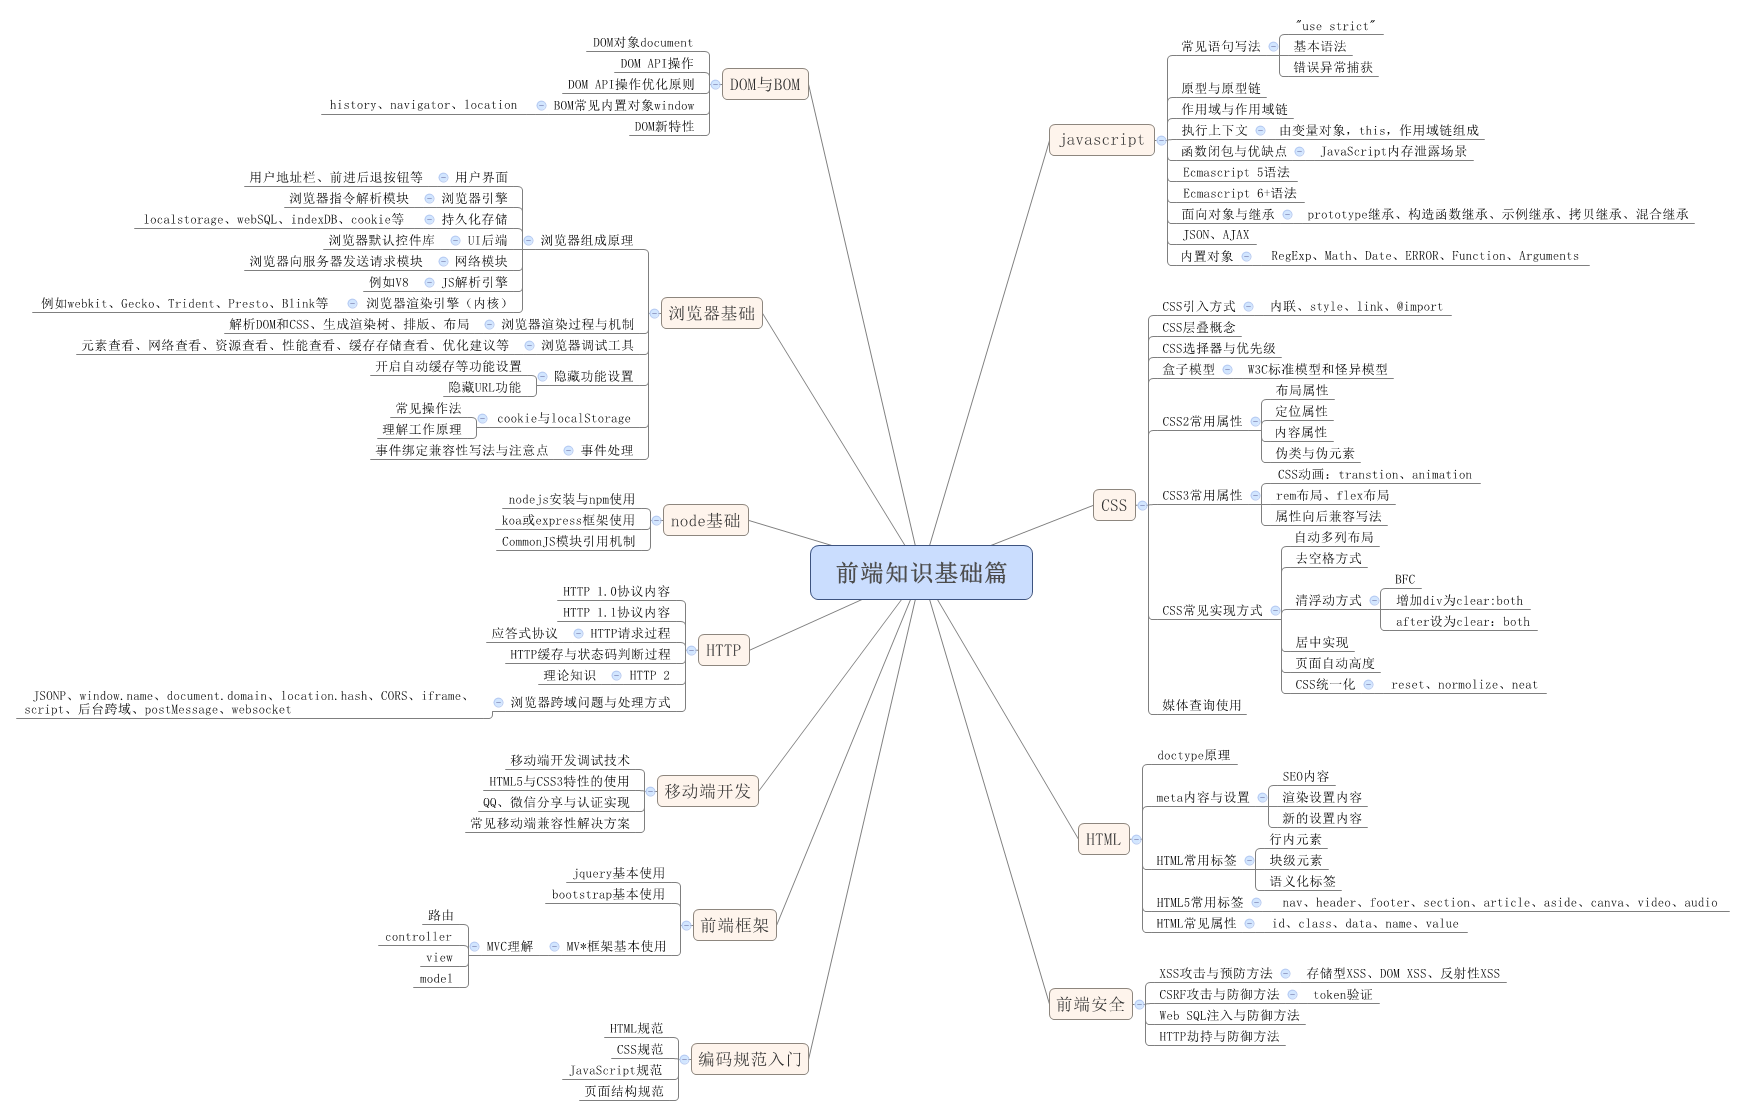 前端知识基础篇
javascript
常见语句写法
"use strict"
基本语法
错误异常捕获
原型与原型链
作用域与作用域链
执行上下文
由变量对象，this，作用域链组成
函数闭包与优缺点
JavaScript内存泄露场景
Ecmascript 5语法
Ecmascript 6+语法
面向对象与继承
prototype继承、构造函数继承、示例继承、拷贝继承、混合继承
JSON、AJAX
内置对象
RegExp、Math、Date、ERROR、Function、Arguments
CSS
CSS引入方式
内联、style、link、@import
CSS层叠概念
CSS选择器与优先级
盒子模型
W3C标准模型和怪异模型
CSS2常用属性
布局属性
定位属性
内容属性
伪类与伪元素
CSS3常用属性
CSS动画：transtion、animation
rem布局、flex布局
属性向后兼容写法
CSS常见实现方式
自动多列布局
去空格方式
清浮动方式
BFC
增加div为clear:both
after设为clear：both
居中实现
页面自动高度
CSS统一化
reset、normolize、neat
媒体查询使用
HTML
doctype原理
meta内容与设置
SEO内容
渲染设置内容
新的设置内容
HTML常用标签
行内元素
块级元素
语义化标签
HTML5常用标签
nav、header、footer、section、article、aside、canva、video、audio
HTML常见属性
id、class、data、name、value
前端安全
XSS攻击与预防方法
存储型XSS、DOM XSS、反射性XSS
CSRF攻击与防御方法
token验证
Web SQL注入与防御方法
HTTP劫持与防御方法
DOM与BOM
DOM对象document
DOM API操作
DOM API操作优化原则
BOM常见内置对象window
history、navigator、location
DOM新特性
浏览器基础
浏览器组成原理
用户界面
用户地址栏、前进后退按钮等
浏览器引擎
浏览器指令解析模块
持久化存储
localstorage、webSQL、indexDB、cookie等
UI后端
浏览器默认控件库
网络模块
浏览器向服务器发送请求模块
JS解析引擎
例如V8
浏览器渲染引擎（内核）
例如webkit、Gecko、Trident、Presto、Blink等
浏览器渲染过程与机制
解析DOM和CSS、生成渲染树、排版、布局
浏览器调试工具
元素查看、网络查看、资源查看、性能查看、缓存存储查看、优化建议等
隐藏功能设置
开启自动缓存等功能设置
隐藏URL功能
cookie与localStorage
常见操作法
理解工作原理
事件处理
事件绑定兼容性写法与注意点
node基础
nodejs安装与npm使用
koa或express框架使用
CommonJS模块引用机制
HTTP
HTTP 1.0协议内容
HTTP 1.1协议内容
HTTP请求过程
应答式协议
HTTP缓存与状态码判断过程
HTTP 2
理论知识
浏览器跨域问题与处理方式
JSONP、window.name、document.domain、location.hash、CORS、iframe、
script、后台跨域、postMessage、websocket
移动端开发
移动端开发调试技术
HTML5与CSS3特性的使用
QQ、微信分享与认证实现
常见移动端兼容性解决方案
前端框架
jquery基本使用
bootstrap基本使用
MV*框架基本使用
MVC理解
路由
controller
view
model
编码规范入门
HTML规范
CSS规范
JavaScript规范
页面结构规范